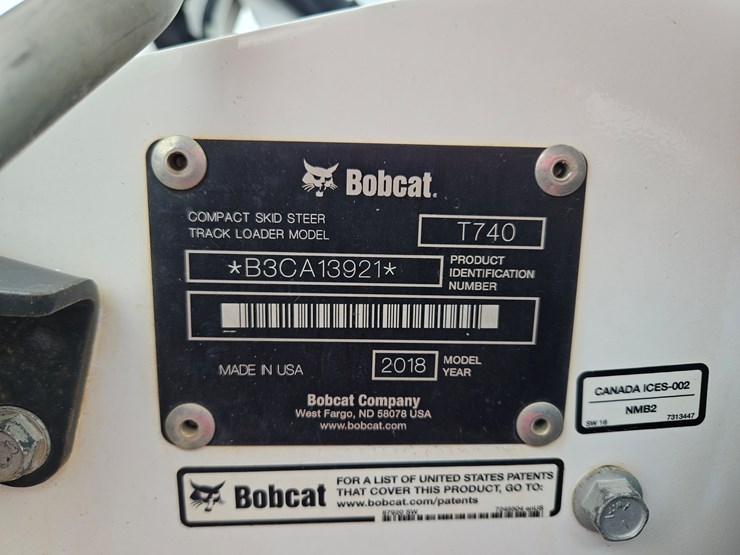 Bobcat.
COMPACT SKID STEER
TRACK LOADER MODEL
T740
*B3CA13921*
PRODUCT
IDENTIFICATION
NUMBER
MADE IN USA
2018
MODEL
YEAR
Bobcat Company
West Fargo, ND 58078 USA
www.bobcat.com
CANADA ICES-002
NMB2
SW 16 7313447
Bobcat
FOR A LIST OF UNITED STATES PATENTS
THAT COVER THIS PRODUCT, GO TO:
www.bobcat.com/patents